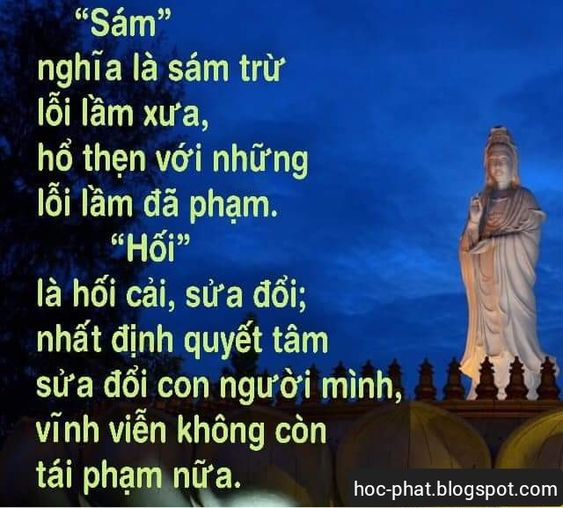 “Sám”
nghĩa là sám trừ
lỗi lầm xưa,
hổ thẹn với những
lỗi lầm đã phạm.
“Hối”
là hối cải, sửa đổi;
nhất định quyết tâm
sửa đổi con người mình,
vĩnh viễn không còn
tái phạm nữa.
hoc-phat.blogspot.com